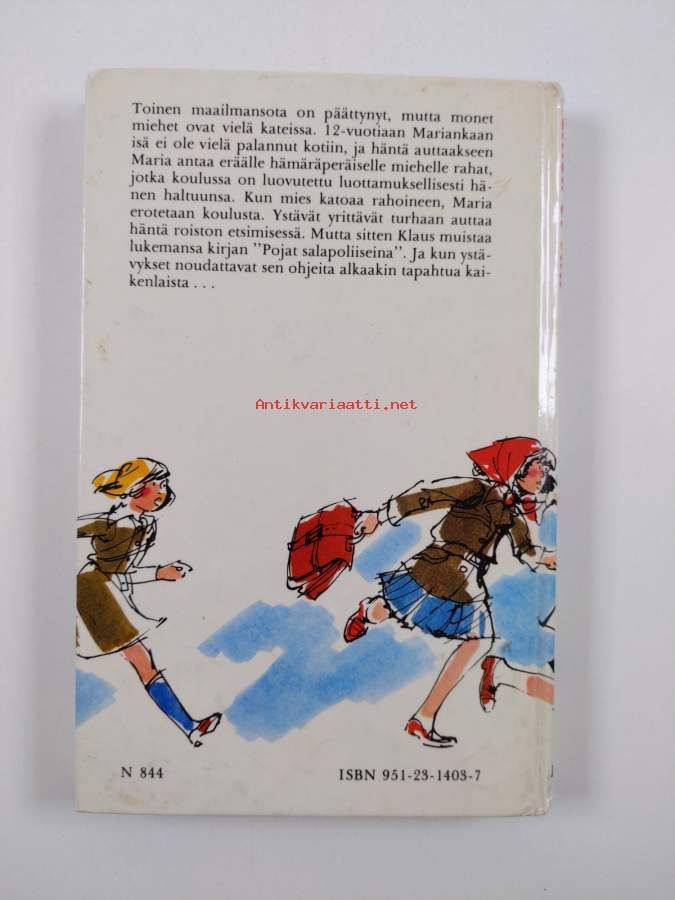 Toinen maailmansota on päättynyt, mutta monet
miehet ovat vielä kateissa. 12-vuotiaan Mariankaan
isä ei ole vielä palannut kotiin, ja häntä auttaakseen
Maria antaa eräälle hämäräperäiselle miehelle rahat,
jotka koulussa on luovutettu luottamuksellisesti hä-
nen haltuunsa. Kun mies katoaa rahoineen, Maria
erotetaan koulusta. Ystävät yrittävät turhaan auttaa
häntä roiston etsimisessä. Mutta sitten Klaus muistaa
lukemansa kirjan ”Pojat salapoliiseina”. Ja kun ystä-
vykset noudattavat sen ohjeita alkaakin tapahtua kai-
kenlaista . . .
Antikvariaatti.net
N 844
ISBN 951-23-1403-7